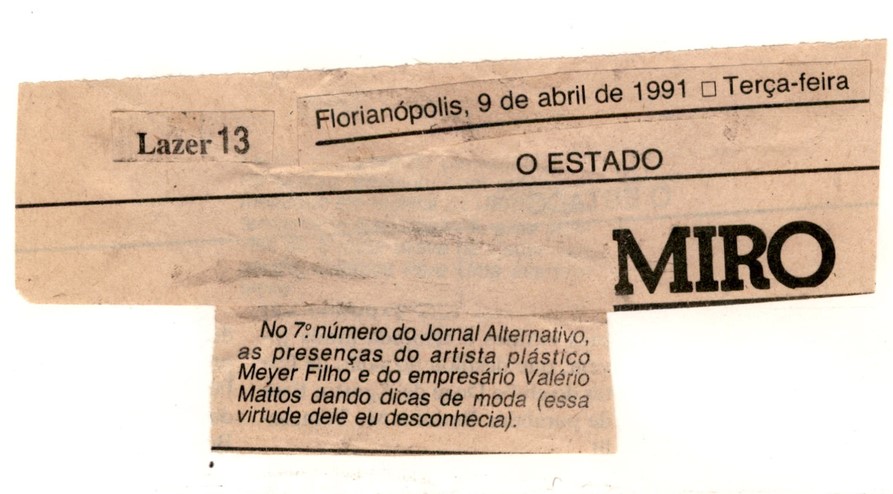 Lazer 13
Florianópolis, 9 de abril de 1991 □ Terça-feira
O ESTADO
MIRO
No 7º número do Jornal Alternativo,
as presenças do artista plástico
Meyer Filho e do empresário Valério
Mattos dando dicas de moda (essa
virtude dele eu desconhecia).